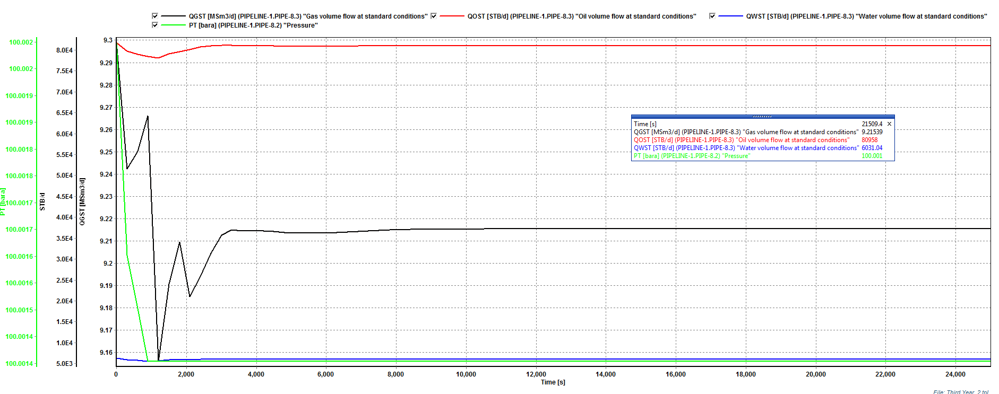 QGST [MSm3/d] (PIPELINE-1.PIPE-8.3) "Gas volume flow at standard conditions" QOST [STB/d] (PIPELINE-1.PIPE-8.3) "Oil volume flow at standard conditions" QWST [STB/d] (PIPELINE-1.PIPE-8.3) "Water volume flow at standard conditions"
PT [bara] (PIPELINE-1.PIPE-8.2) "Pressure"
PT [bara]
100.002
100.002
100.0019
100.0019
100.0018
100.0018
100.0017
100.0017
100.0016
100.0016
100.0015
100.0014
100.0014
STB/d
8.0E4
7.5E4
7.0E4
6.5E4
6.0E4
5.5E4
5.0E4
4.5E4
4.0E4
3.5E4
3.0E4
2.5E4
2.0E4
1.5E4
1.0E4
5.0E3
QGST [MSm3/d]
9.3
9.29
9.28
9.27
9.26
9.25
9.24
9.23
9.22
9.21
9.2
9.19
9.18
9.17
9.16
Time [s] 21509.4 ×
QGST [MSm3/d] (PIPELINE-1.PIPE-8.3) "Gas volume flow at standard conditions" 9.21539
QOST [STB/d] (PIPELINE-1.PIPE-8.3) "Oil volume flow at standard conditions" 80958
QWST [STB/d] (PIPELINE-1.PIPE-8.3) "Water volume flow at standard conditions" 6031.04
PT [bara] (PIPELINE-1.PIPE-8.2) "Pressure" 100.001
0 2,000 4,000 6,000 8,000 10,000 12,000 14,000 16,000 18,000 20,000 22,000 24,000
Time [s]
File: Third Year_2.tpl